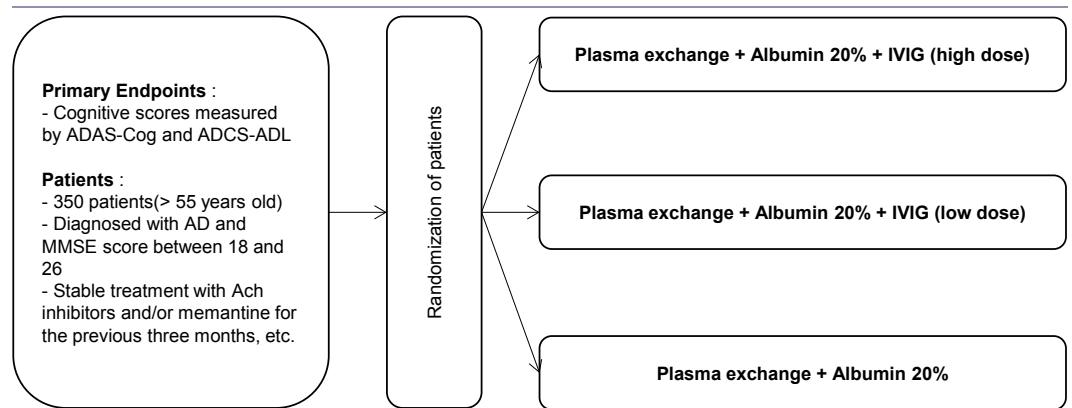 Primary Endpoints :
- Cognitive scores measured
by ADAS-Cog and ADCS-ADL
Patients :
- 350 patients(> 55 years old)
- Diagnosed with AD and
MMSE score between 18 and
26
- Stable treatment with Ach
inhibitors and/or memantine for
the previous three months, etc.
Randomization of patients
Plasma exchange + Albumin 20% + IVIG (high dose)
Plasma exchange + Albumin 20% + IVIG (low dose)
Plasma exchange + Albumin 20%